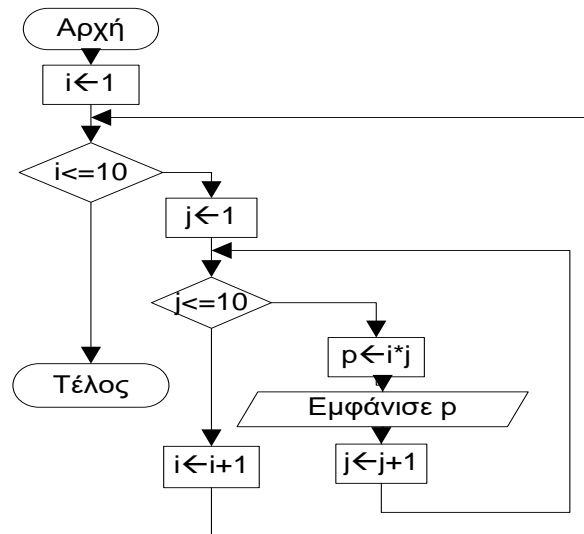 Αρχή
i←1
i<=10
j←1
j<=10
p←i*j
Τέλος
Εμφάνισε p
i←i+1
j←j+1